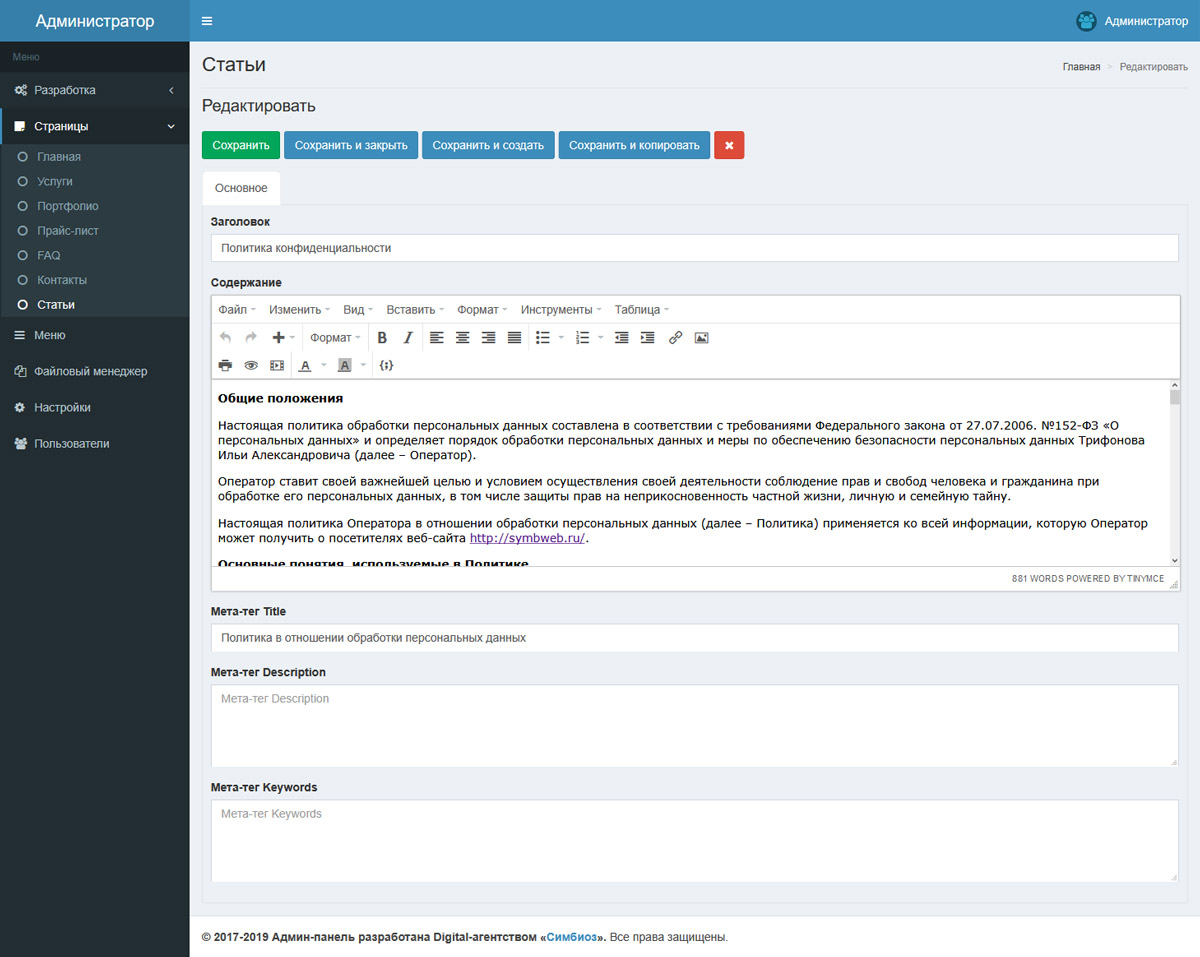 Администратор
Администратор
Меню
Разработка
Страницы
Главная
Услуги
Портфолио
Прайс-лист
FAQ
Контакты
Статьи
Меню
Файловый менеджер
Настройки
Пользователи
Статьи
Главная > Редактировать
Редактировать
Сохранить Сохранить и закрыть Сохранить и создать Сохранить и копировать
Основное
Заголовок
Политика конфиденциальности
Содержание
Файл Изменить Вид Вставить Формат Инструменты Таблица
Формат B I
A A {;}
Общие положения
Настоящая политика обработки персональных данных составлена в соответствии с требованиями Федерального закона от 27.07.2006. №152-ФЗ «О
персональных данных» и определяет порядок обработки персональных данных и меры по обеспечению безопасности персональных данных Трифонова
Ильи Александровича (далее – Оператор).
Оператор ставит своей важнейшей целью и условием осуществления своей деятельности соблюдение прав и свобод человека и гражданина при
обработке его персональных данных, в том числе защиты прав на неприкосновенность частной жизни, личную и семейную тайну.
Настоящая политика Оператора в отношении обработки персональных данных (далее – Политика) применяется ко всей информации, которую Оператор
может получить о посетителях веб-сайта http://symbweb.ru/.
Основные понятия, используемые в Политике
881 WORDS POWERED BY TINYMCE
Мета-тег Title
Политика в отношении обработки персональных данных
Мета-тег Description
Мета-тег Description
Мета-тег Keywords
Мета-тег Keywords
© 2017-2019 Админ-панель разработана Digital-агентством «Симбиоз». Все права защищены.